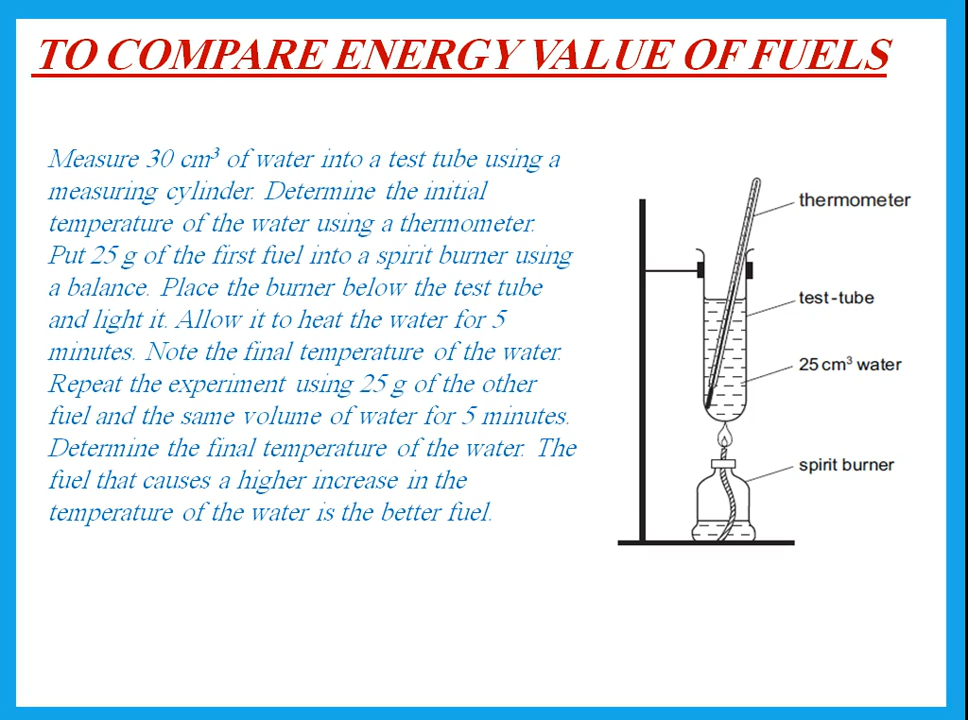 TO COMPARE ENERGY VALUE OF FUELS
Measure 30 cm³ of water into a test tube using a
measuring cylinder. Determine the initial
temperature of the water using a thermometer.
Put 25 g of the first fuel into a spirit burner using
a balance. Place the burner below the test tube
and light it. Allow it to heat the water for 5
minutes. Note the final temperature of the water.
Repeat the experiment using 25 g of the other
fuel and the same volume of water for 5 minutes.
Determine the final temperature of the water. The
fuel that causes a higher increase in the
temperature of the water is the better fuel.
thermometer
test-tube
25 cm³ water
spirit burner